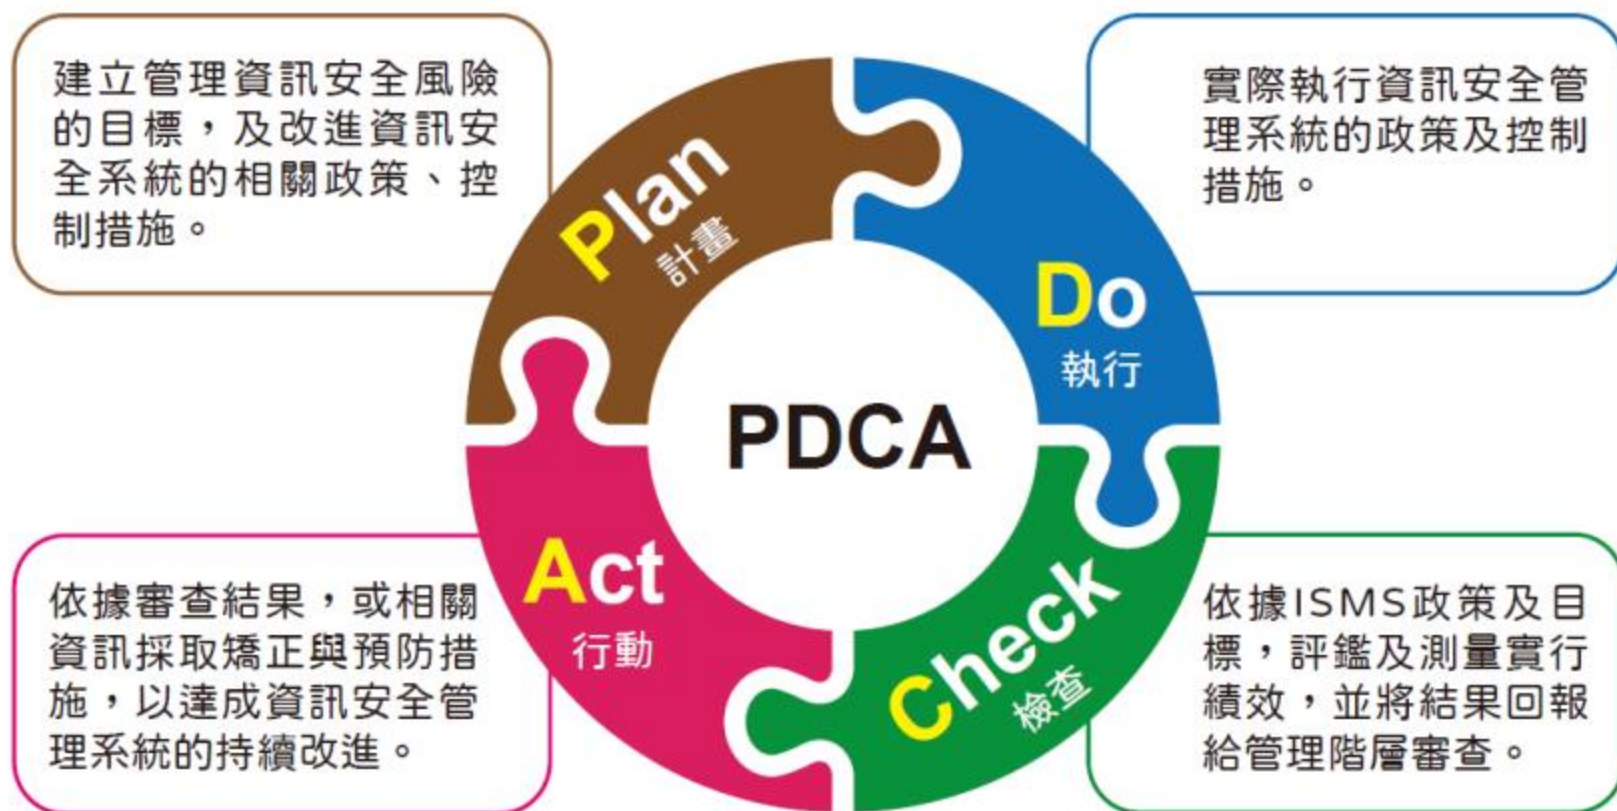 建立管理資訊安全風險
的目標，及改進資訊安
全系統的相關政策、控
制措施。
Plan
計畫
實際執行資訊安全管
理系統的政策及控制
措施。
Do
執行
PDCA
Act
行動
依據審查結果，或相關
資訊採取矯正與預防措
施，以達成資訊安全管
理系統的持續改進。
Check
檢查
依據ISMS政策及目
標，評鑑及測量實行
績效，並將結果回報
給管理階層審查。